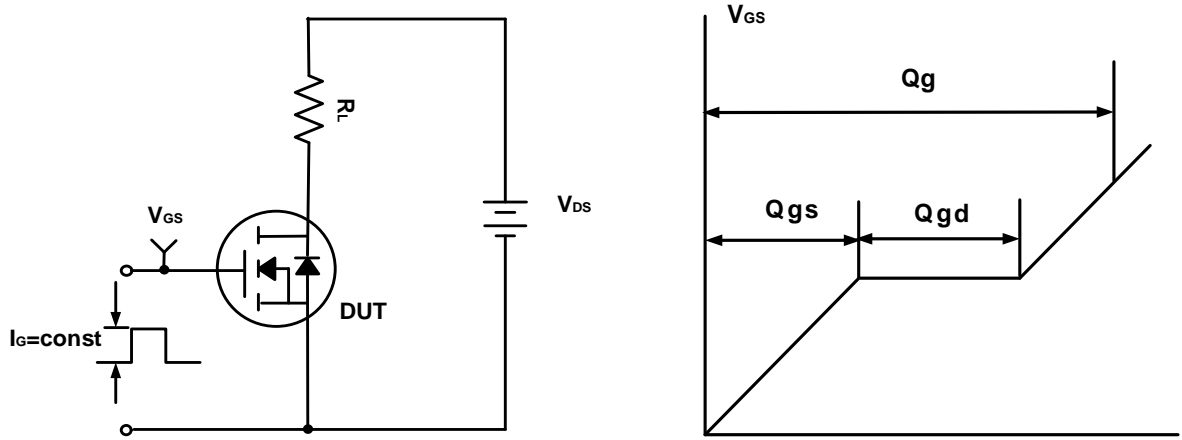 RL
VDS
VGS
DUT
IG=const
VGS
Qg
Qgs
Qgd